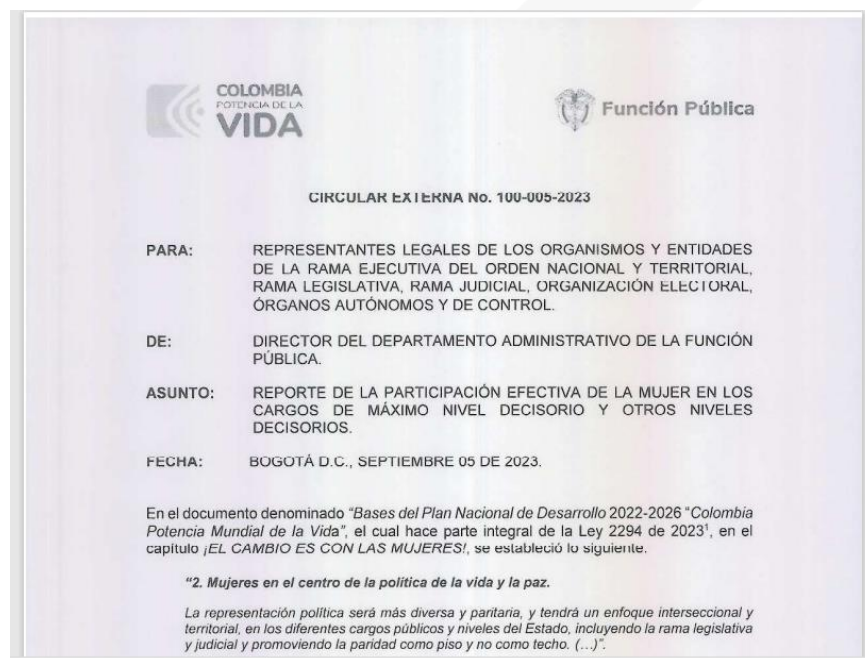 COLOMBIA
POTENCIA DE LA
VIDA
Función Pública
CIRCULAR EXTERNA No. 100-005-2023
PARA: REPRESENTANTES LEGALES DE LOS ORGANISMOS Y ENTIDADES
DE LA RAMA EJECUTIVA DEL ORDEN NACIONAL Y TERRITORIAL,
RAMA LEGISLATIVA, RAMA JUDICIAL, ORGANIZACIÓN ELECTORAL,
ÓRGANOS AUTÓNOMOS Y DE CONTROL.
DE: DIRECTOR DEL DEPARTAMENTO ADMINISTRATIVO DE LA FUNCIÓN
PÚBLICA.
ASUNTO: REPORTE DE LA PARTICIPACIÓN EFECTIVA DE LA MUJER EN LOS
CARGOS DE MÁXIMO NIVEL DECISORIO Y OTROS NIVELES
DECISORIOS.
FECHA: BOGOTÁ D.C., SEPTIEMBRE 05 DE 2023.
En el documento denominado "Bases del Plan Nacional de Desarrollo 2022-2026 "Colombia
Potencia Mundial de la Vida", el cual hace parte integral de la Ley 2294 de 2023¹, en el
capítulo ¡EL CAMBIO ES CON LAS MUJERES!, se estableció lo siguiente.
"2. Mujeres en el centro de la política de la vida y la paz.
La representación política será más diversa y paritaria, y tendrá un enfoque interseccional y
territorial, en los diferentes cargos públicos y niveles del Estado, incluyendo la rama legislativa
y judicial y promoviendo la paridad como piso y no como techo. (…)".